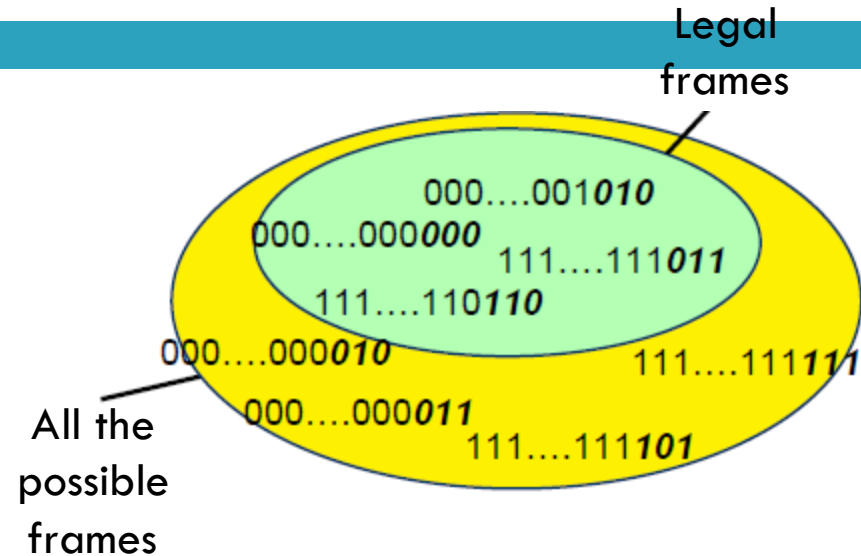 Legal
frames
000....001010
000....000000
111....111011
111....110110
000....000010
111....111111
000....000011
111....111101
All the
possible
frames